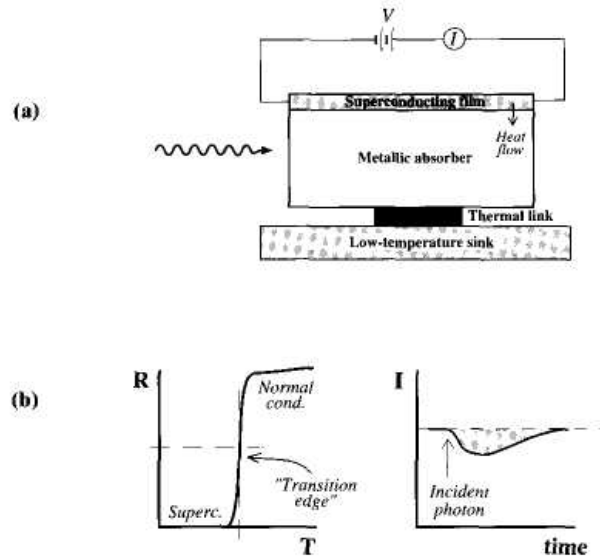 V
I
(a)
Superconducting film
Heat
flow
Metallic absorber
Thermal link
Low-temperature sink
(b)
R
Normal
cond.
"Transition
edge"
Superc.
T
I
Incident
photon
time